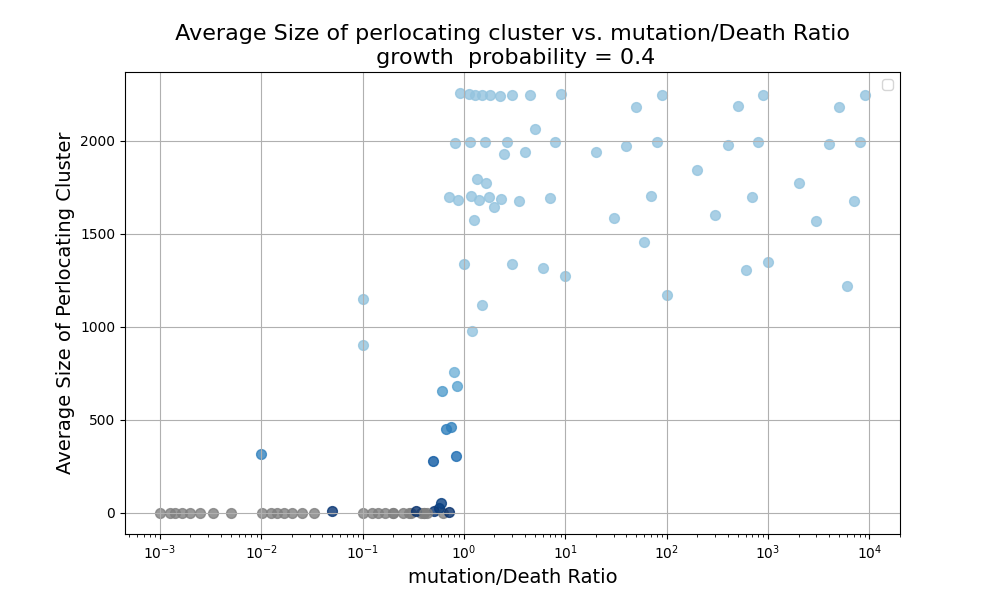 Average Size of perlocating cluster vs. mutation/Death Ratio
growth  probability = 0.4
Average Size of Perlocating Cluster
2000
1500
1000
500
0
10⁻³ 10⁻² 10⁻¹ 10⁰ 10¹ 10² 10³ 10⁴
mutation/Death Ratio